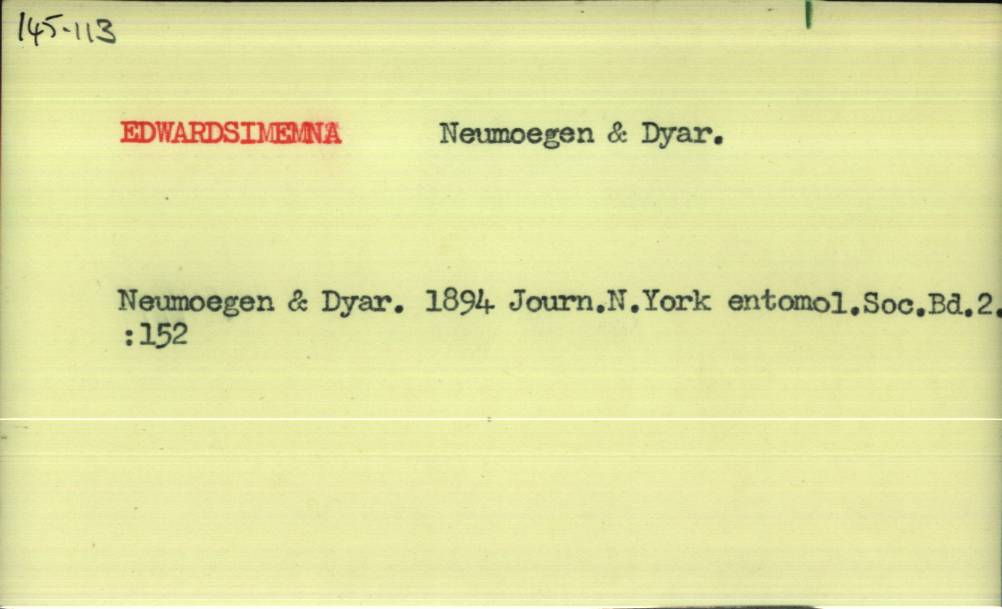 145-113
EDWARDSIMEMNA Neumoegen & Dyar.
Neumoegen & Dyar. 1894 Journ.N.York entomol.Soc.Bd.2.
:152